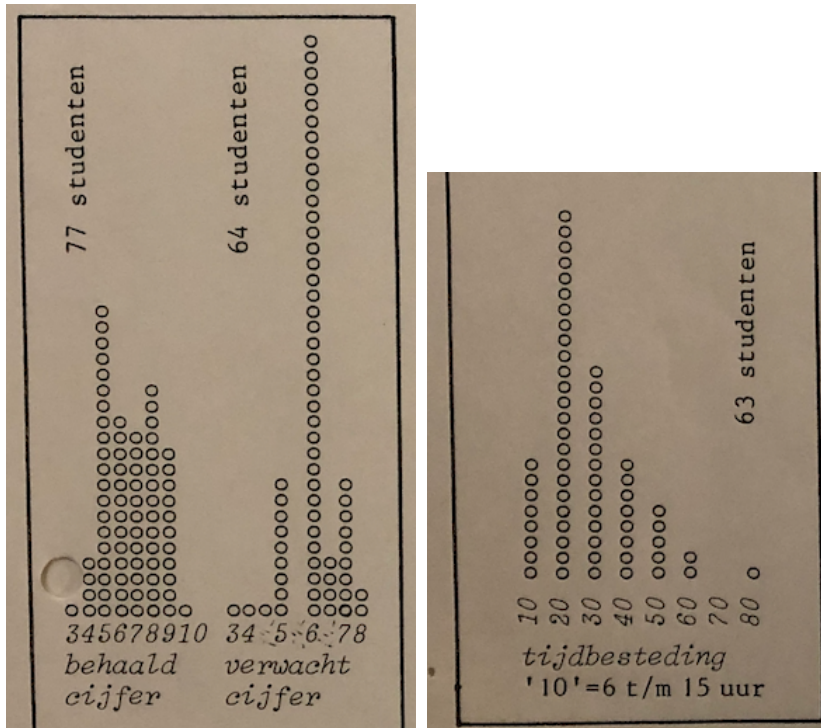 77 studenten
64 studenten
345678910
34 5 6 78
behaald
cijfer
verwacht
cijfer
63 studenten
10 20 30 40 50 60 70 80
tijdbesteding
'10'=6 t/m 15 uur